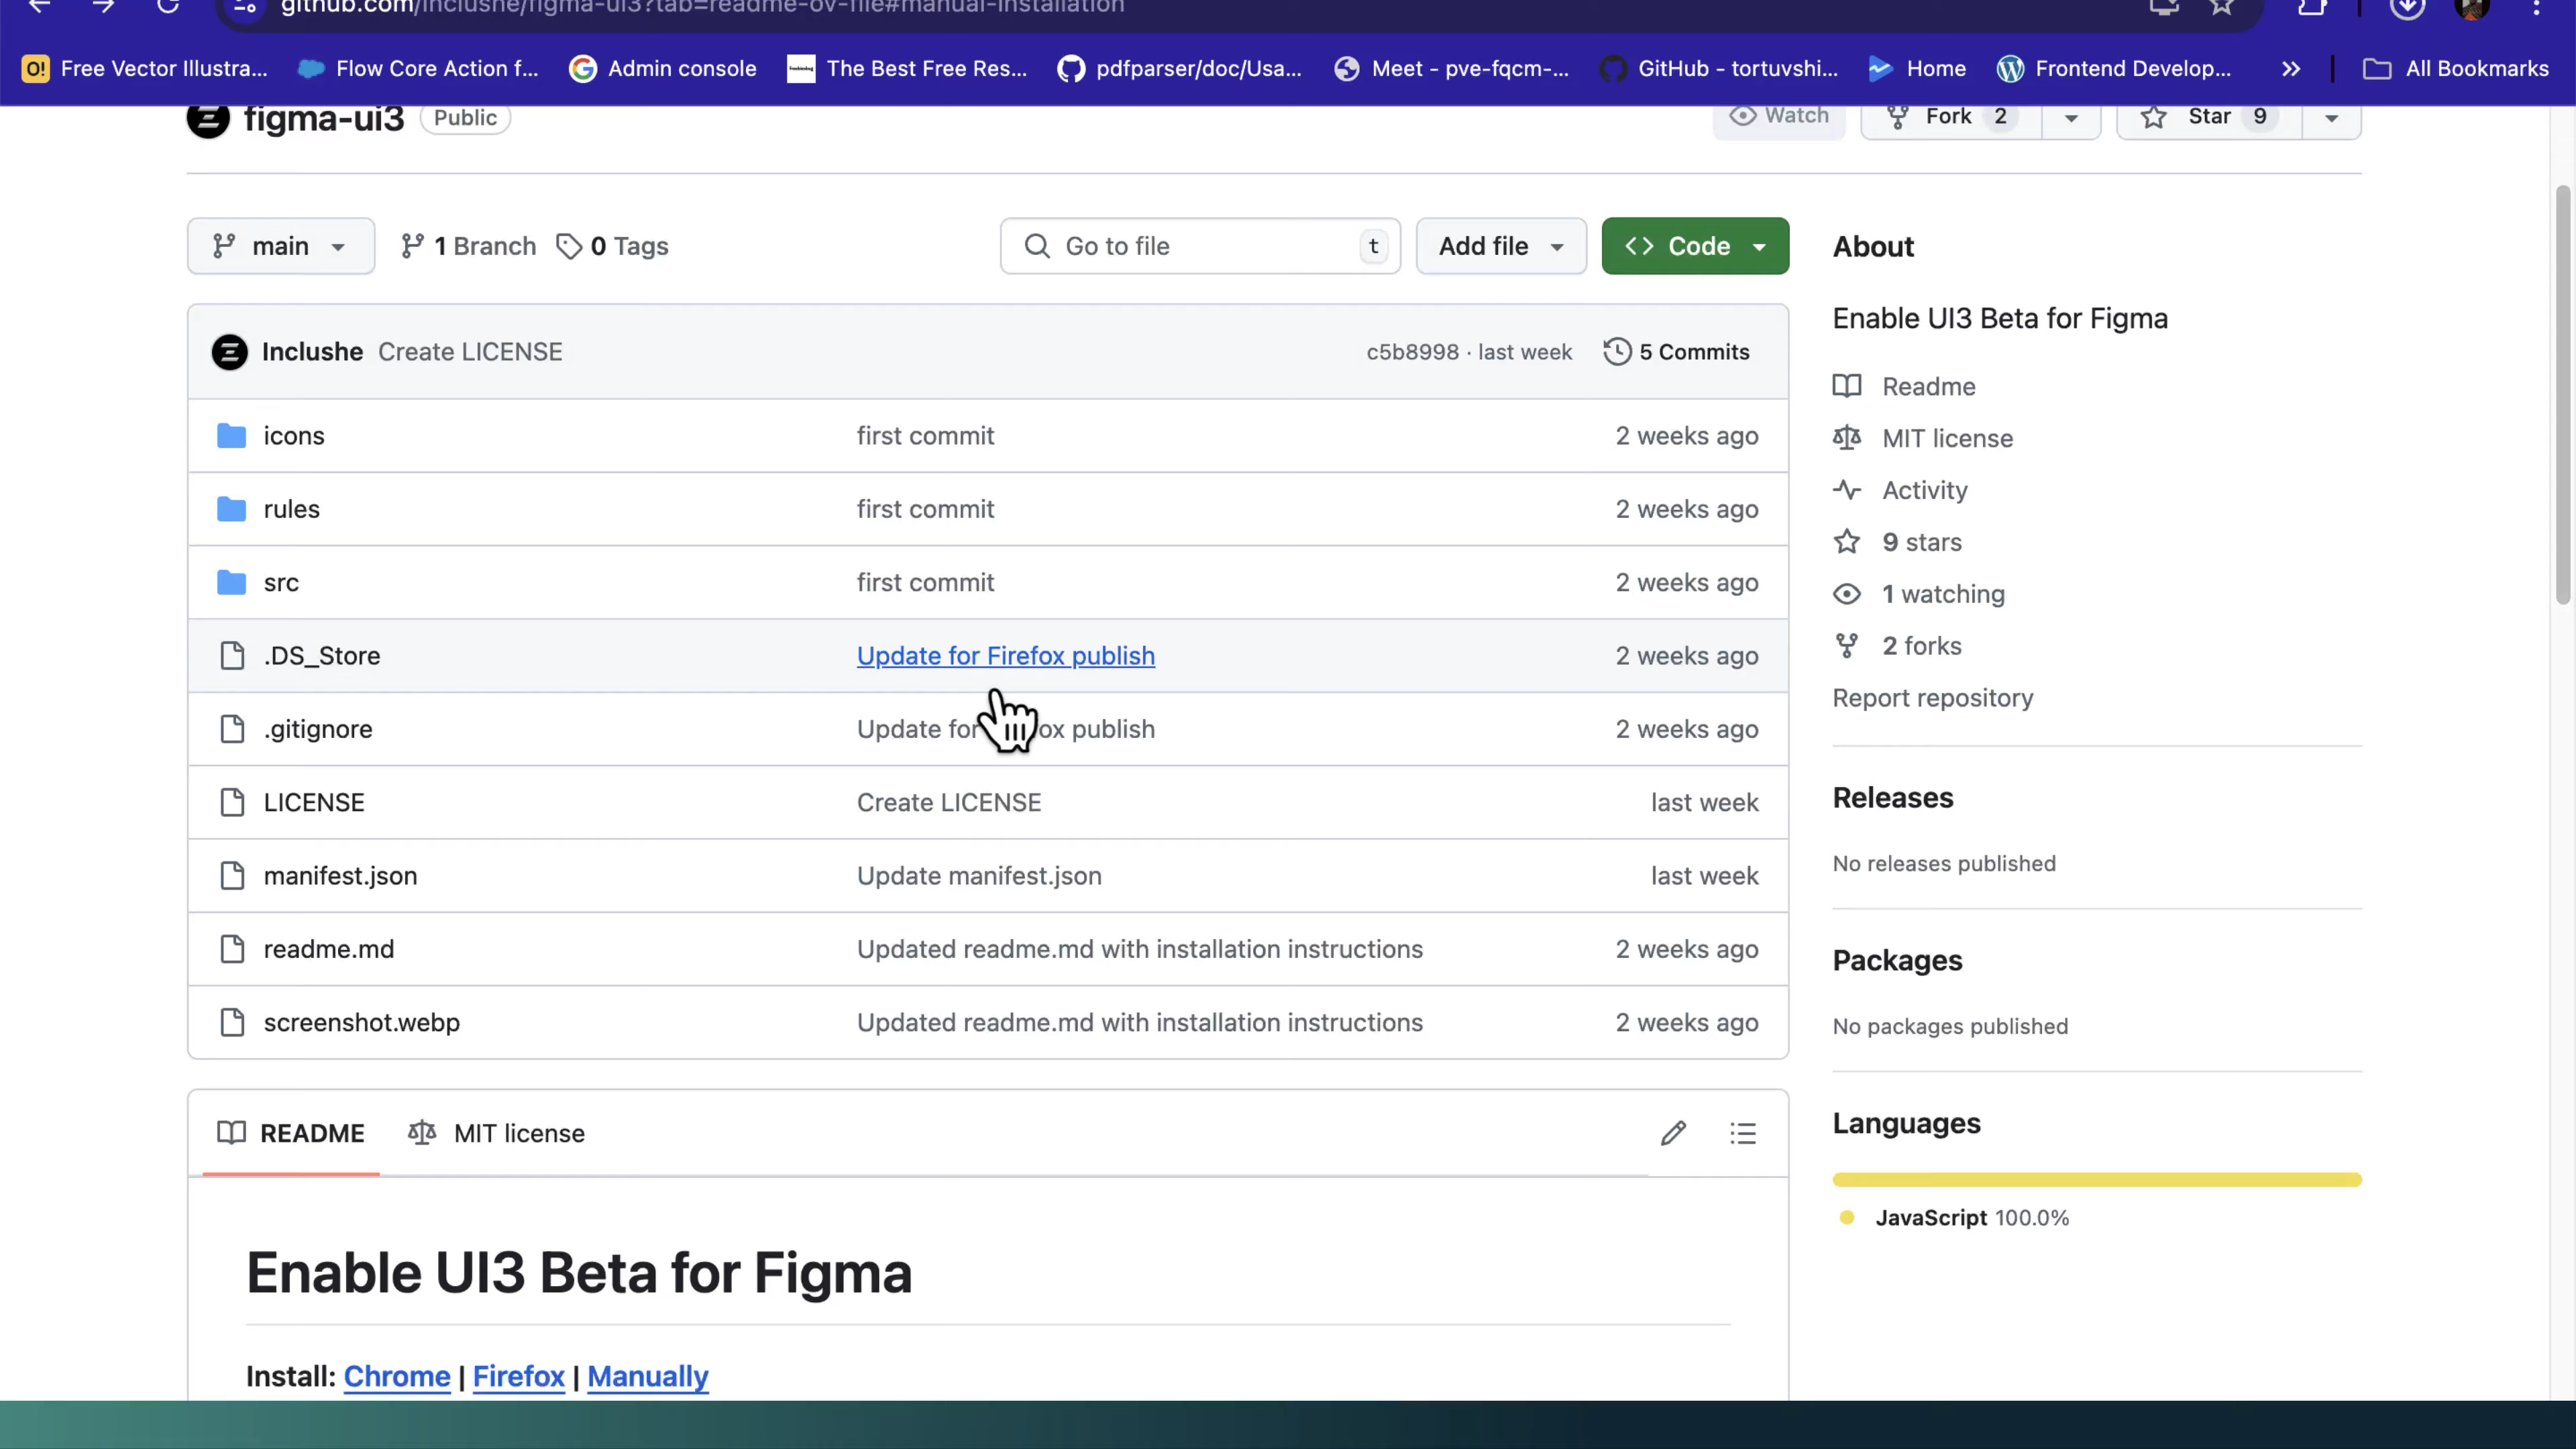 github.com/inclushe/figma-ui3?tab=readme-ov-file#manual-installation
O! Free Vector Illustra... Flow Core Action f... Admin console The Best Free Res... pdfparser/doc/Usa... Meet - pve-fqcm-... GitHub - tortuvshi... Home Frontend Develop... » All Bookmarks
figma-ui3 Public Watch Fork 2 Star 9
main 1 Branch 0 Tags Go to file t Add file Code
Inclushe Create LICENSE c5b8998 · last week 5 Commits
icons first commit 2 weeks ago
rules first commit 2 weeks ago
src first commit 2 weeks ago
.DS_Store Update for Firefox publish 2 weeks ago
.gitignore Update for ox publish 2 weeks ago
LICENSE Create LICENSE last week
manifest.json Update manifest.json last week
readme.md Updated readme.md with installation instructions 2 weeks ago
screenshot.webp Updated readme.md with installation instructions 2 weeks ago
README MIT license
Enable UI3 Beta for Figma
Install: Chrome | Firefox | Manually
About
Enable UI3 Beta for Figma
Readme
MIT license
Activity
9 stars
1 watching
2 forks
Report repository
Releases
No releases published
Packages
No packages published
Languages
JavaScript 100.0%